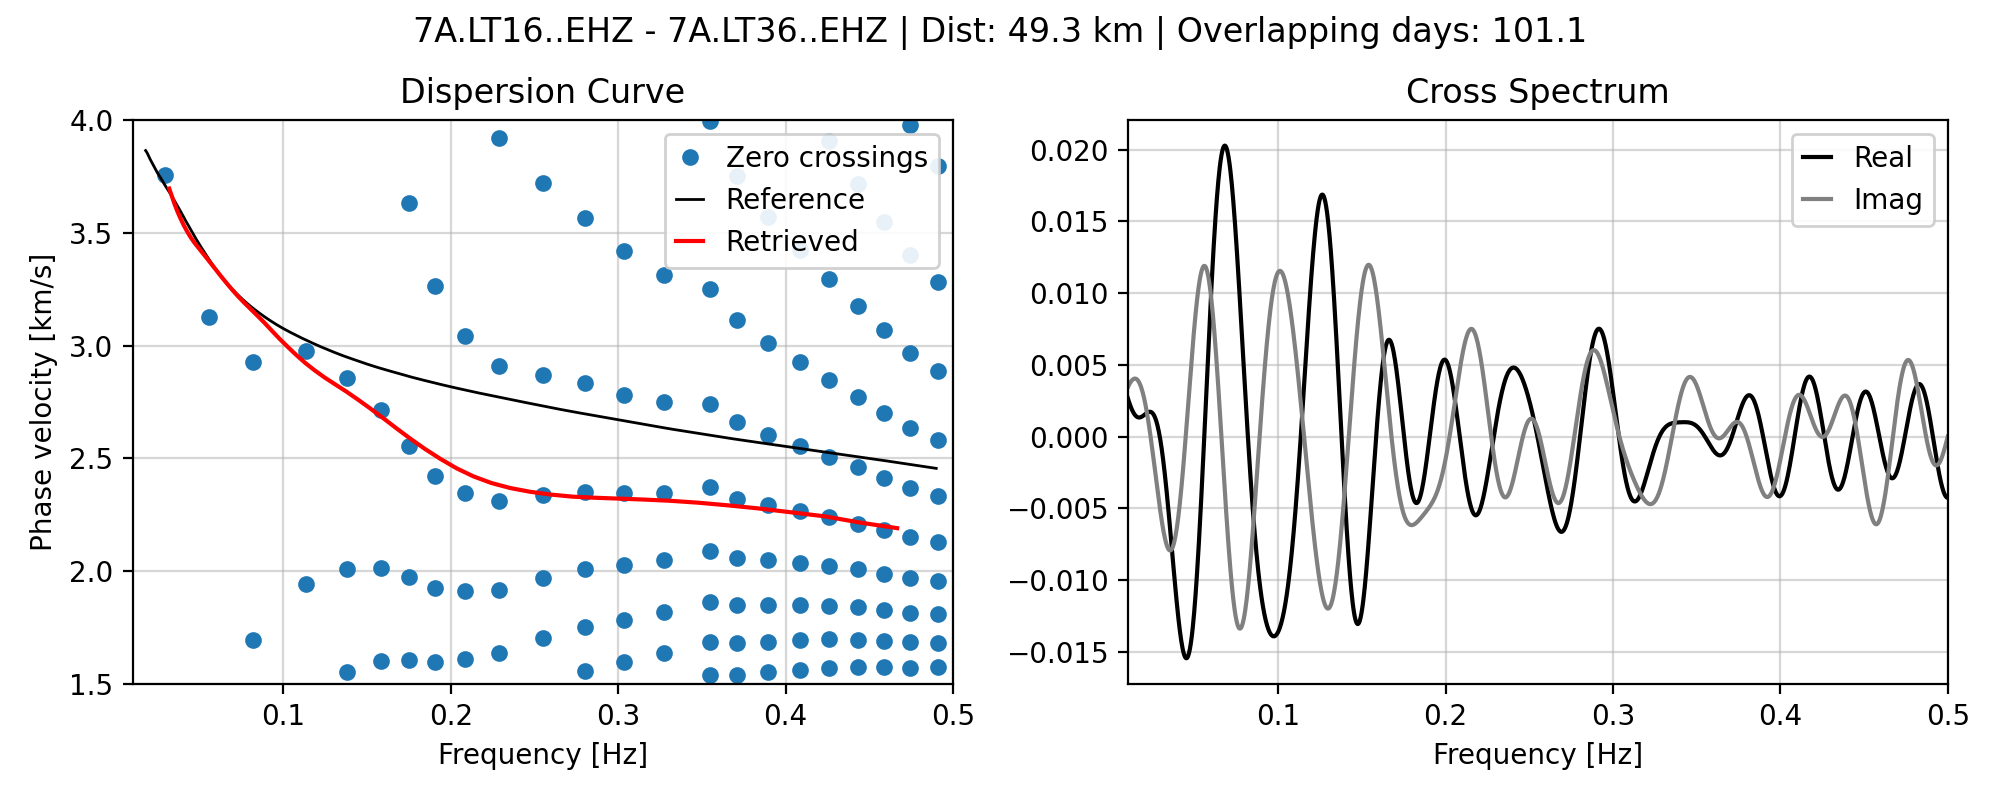 7A.LT16..EHZ - 7A.LT36..EHZ | Dist: 49.3 km | Overlapping days: 101.1
Dispersion Curve
4.0
3.5
3.0
2.5
2.0
1.5
Phase velocity [km/s]
0.1
0.2
0.3
0.4
0.5
Frequency [Hz]
Zero crossings
Reference
Retrieved
Cross Spectrum
0.020
0.015
0.010
0.005
0.000
−0.005
−0.010
−0.015
0.1
0.2
0.3
0.4
0.5
Frequency [Hz]
Real
Imag